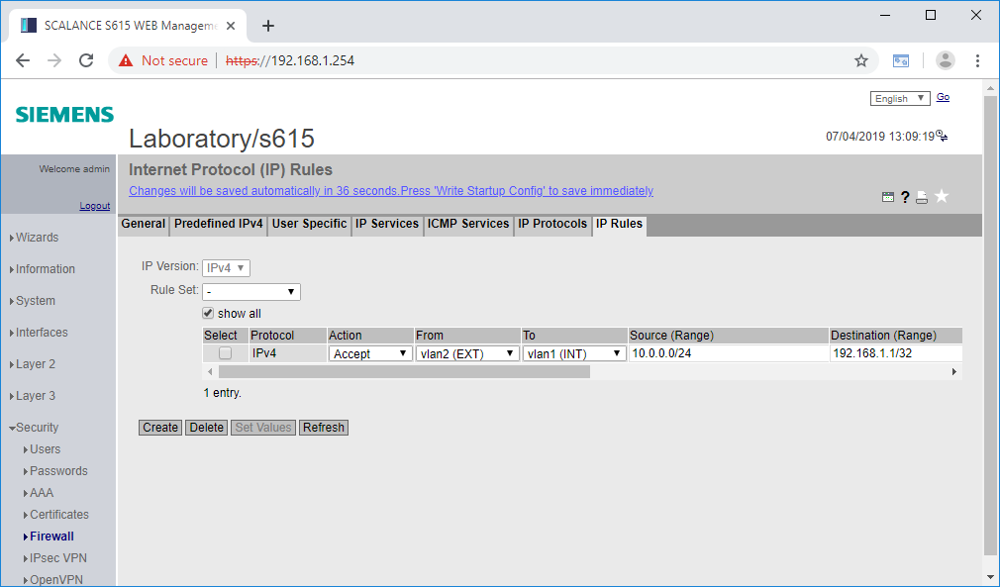 SCALANCE S615 WEB Manageme
Not secure
https://192.168.1.254
English
Go
SIEMENS
Laboratory/s615
07/04/2019 13:09:19
Welcome admin
Logout
Internet Protocol (IP) Rules
Changes will be saved automatically in 36 seconds.Press 'Write Startup Config' to save immediately
?
General Predefined IPv4 User Specific IP Services ICMP Services IP Protocols IP Rules
Wizards
Information
System
Interfaces
Layer 2
Layer 3
Security
Users
Passwords
AAA
Certificates
Firewall
IPsec VPN
OpenVPN
IP Version: IPv4
Rule Set: -
show all
Select Protocol Action From To Source (Range) Destination (Range)
IPv4 Accept vlan2 (EXT) vlan1 (INT) 10.0.0.0/24 192.168.1.1/32
1 entry.
Create Delete Set Values Refresh